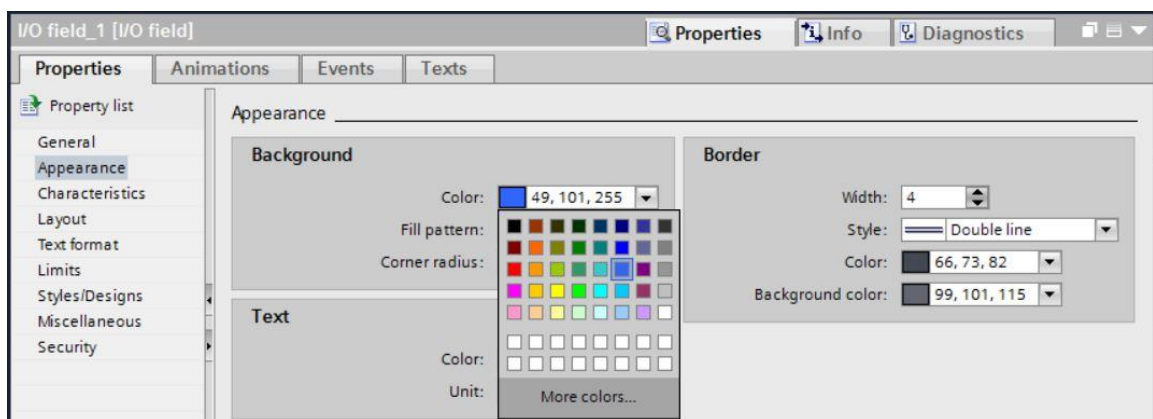 I/O field_1 [I/O field]
Properties
Info
Diagnostics
Properties
Animations
Events
Texts
Property list
General
Appearance
Characteristics
Layout
Text format
Limits
Styles/Designs
Miscellaneous
Security
Appearance
Background
Color: 49, 101, 255
Fill pattern:
Corner radius:
More colors...
Text
Color:
Unit:
Border
Width: 4
Style: Double line
Color: 66, 73, 82
Background color: 99, 101, 115